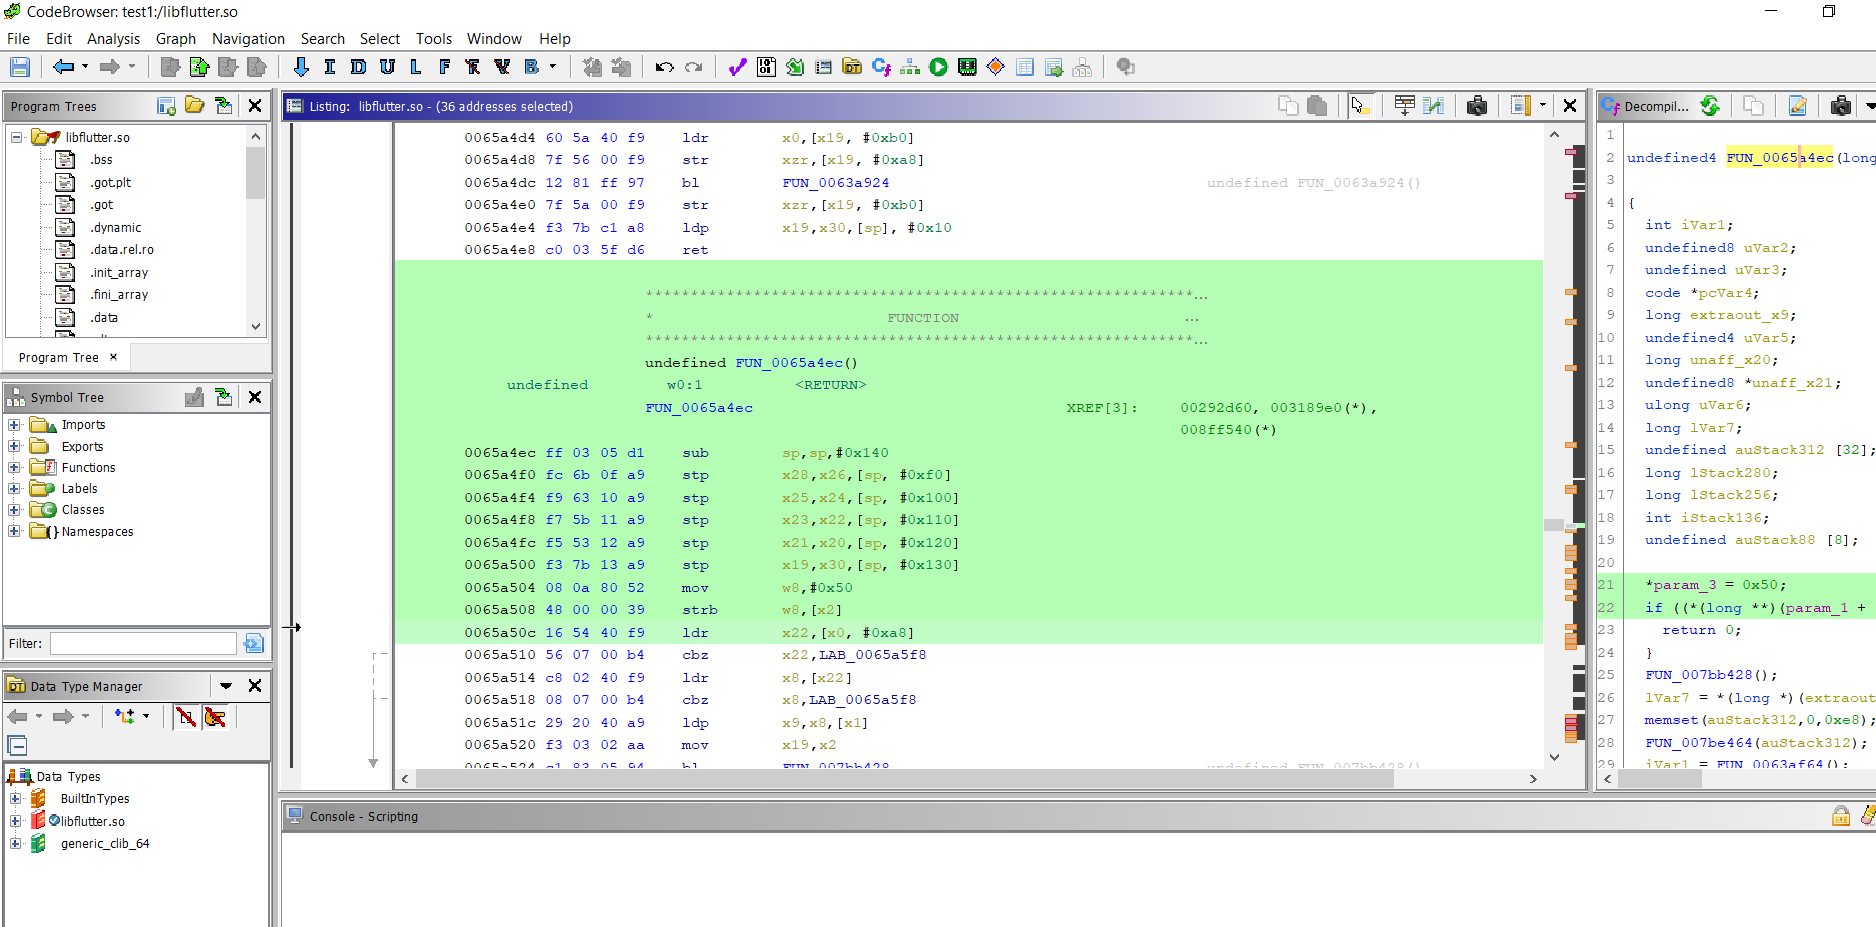 CodeBrowser: test1:/libflutter.so
File Edit Analysis Graph Navigation Search Select Tools Window Help
I D U L F B
Program Trees
libflutter.so
.bss
.got.plt
.got
.dynamic
.data.rel.ro
.init_array
.fini_array
.data
Program Tree ×
Symbol Tree
Imports
Exports
Functions
Labels
Classes
Namespaces
Filter:
Data Type Manager
Data Types
BuiltInTypes
libflutter.so
generic_clib_64
Listing: libflutter.so - (36 addresses selected)
0065a4d4 60 5a 40 f9 ldr x0,[x19, #0xb0]
0065a4d8 7f 56 00 f9 str xzr,[x19, #0xa8]
0065a4dc 12 81 ff 97 bl FUN_0063a924 undefined FUN_0063a924()
0065a4e0 7f 5a 00 f9 str xzr,[x19, #0xb0]
0065a4e4 f3 7b c1 a8 ldp x19,x30,[sp], #0x10
0065a4e8 c0 03 5f d6 ret
*************************************************************...
* FUNCTION ...
*************************************************************...
undefined FUN_0065a4ec()
undefined w0:1 <RETURN>
FUN_0065a4ec XREF[3]: 00292d60, 003189e0(*),
008ff540(*)
0065a4ec ff 03 05 d1 sub sp,sp,#0x140
0065a4f0 fc 6b 0f a9 stp x28,x26,[sp, #0xf0]
0065a4f4 f9 63 10 a9 stp x25,x24,[sp, #0x100]
0065a4f8 f7 5b 11 a9 stp x23,x22,[sp, #0x110]
0065a4fc f5 53 12 a9 stp x21,x20,[sp, #0x120]
0065a500 f3 7b 13 a9 stp x19,x30,[sp, #0x130]
0065a504 08 0a 80 52 mov w8,#0x50
0065a508 48 00 00 39 strb w8,[x2]
0065a50c 16 54 40 f9 ldr x22,[x0, #0xa8]
0065a510 56 07 00 b4 cbz x22,LAB_0065a5f8
0065a514 c8 02 40 f9 ldr x8,[x22]
0065a518 08 07 00 b4 cbz x8,LAB_0065a5f8
0065a51c 29 20 40 a9 ldp x9,x8,[x1]
0065a520 f3 03 02 aa mov x19,x2
0065a524 c1 83 05 94 bl FUN_007bb428 undefined FUN_007bb428()
Decompil...
1
2 undefined4 FUN_0065a4ec(long
3
4 {
5 int iVar1;
6 undefined8 uVar2;
7 undefined uVar3;
8 code *pcVar4;
9 long extraout_x9;
10 undefined4 uVar5;
11 long unaff_x20;
12 undefined8 *unaff_x21;
13 ulong uVar6;
14 long lVar7;
15 undefined auStack312 [32];
16 long lStack280;
17 long lStack256;
18 int iStack136;
19 undefined auStack88 [8];
20
21 *param_3 = 0x50;
22 if ((*(long **)(param_1 +
23 return 0;
24 }
25 FUN_007bb428();
26 lVar7 = *(long *)(extraout
27 memset(auStack312,0,0xe8);
28 FUN_007be464(auStack312);
29 iVar1 = FUN_0063af64();
Console - Scripting